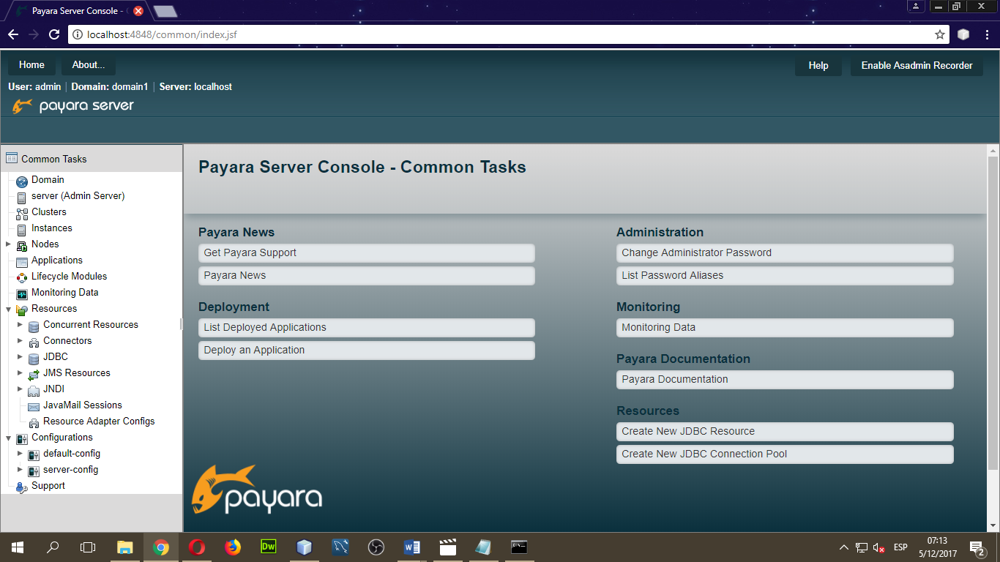 Payara Server Console - C
localhost:4848/common/index.jsf
Home
About...
Help
Enable Asadmin Recorder
User: admin | Domain: domain1 | Server: localhost
payara server
Common Tasks
Domain
server (Admin Server)
Clusters
Instances
Nodes
Applications
Lifecycle Modules
Monitoring Data
Resources
Concurrent Resources
Connectors
JDBC
JMS Resources
JNDI
JavaMail Sessions
Resource Adapter Configs
Configurations
default-config
server-config
Support
Payara Server Console - Common Tasks
Payara News
Get Payara Support
Payara News
Deployment
List Deployed Applications
Deploy an Application
Administration
Change Administrator Password
List Password Aliases
Monitoring
Monitoring Data
Payara Documentation
Payara Documentation
Resources
Create New JDBC Resource
Create New JDBC Connection Pool
payara
Dw
W
ESP
07:13
5/12/2017
2